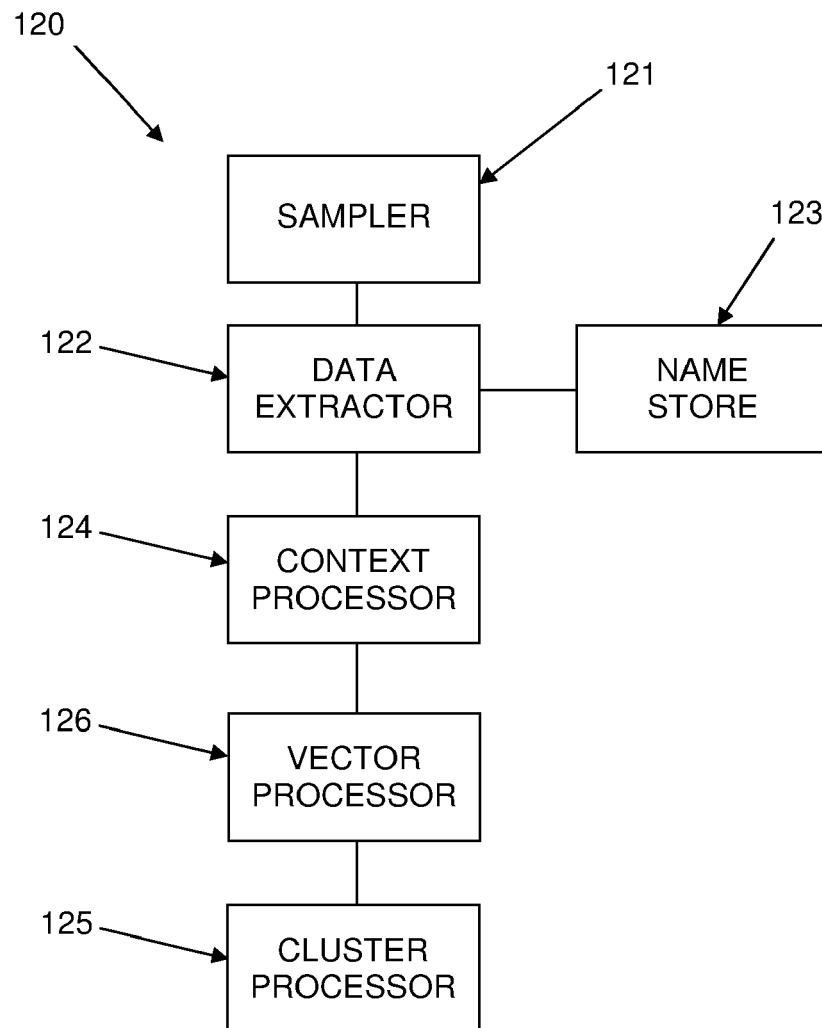 120
121
SAMPLER
123
122
DATA
EXTRACTOR
NAME
STORE
124
CONTEXT
PROCESSOR
126
VECTOR
PROCESSOR
125
CLUSTER
PROCESSOR